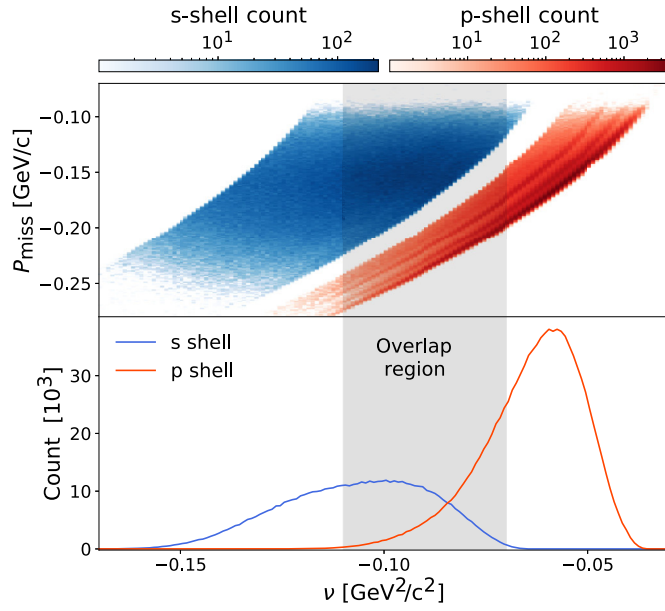 s-shell count p-shell count
10¹ 10² 10¹ 10² 10³
P_miss [GeV/c]
−0.10
−0.15
−0.20
−0.25
Count [10³]
30
20
10
0
s shell
p shell
Overlap
region
−0.15 −0.10 −0.05
ν [GeV²/c²]